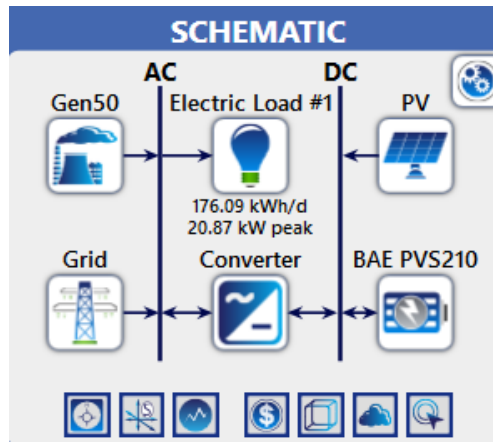 SCHEMATIC
AC DC
Gen50 Electric Load #1 PV
176.09 kWh/d
20.87 kW peak
Grid Converter BAE PVS210